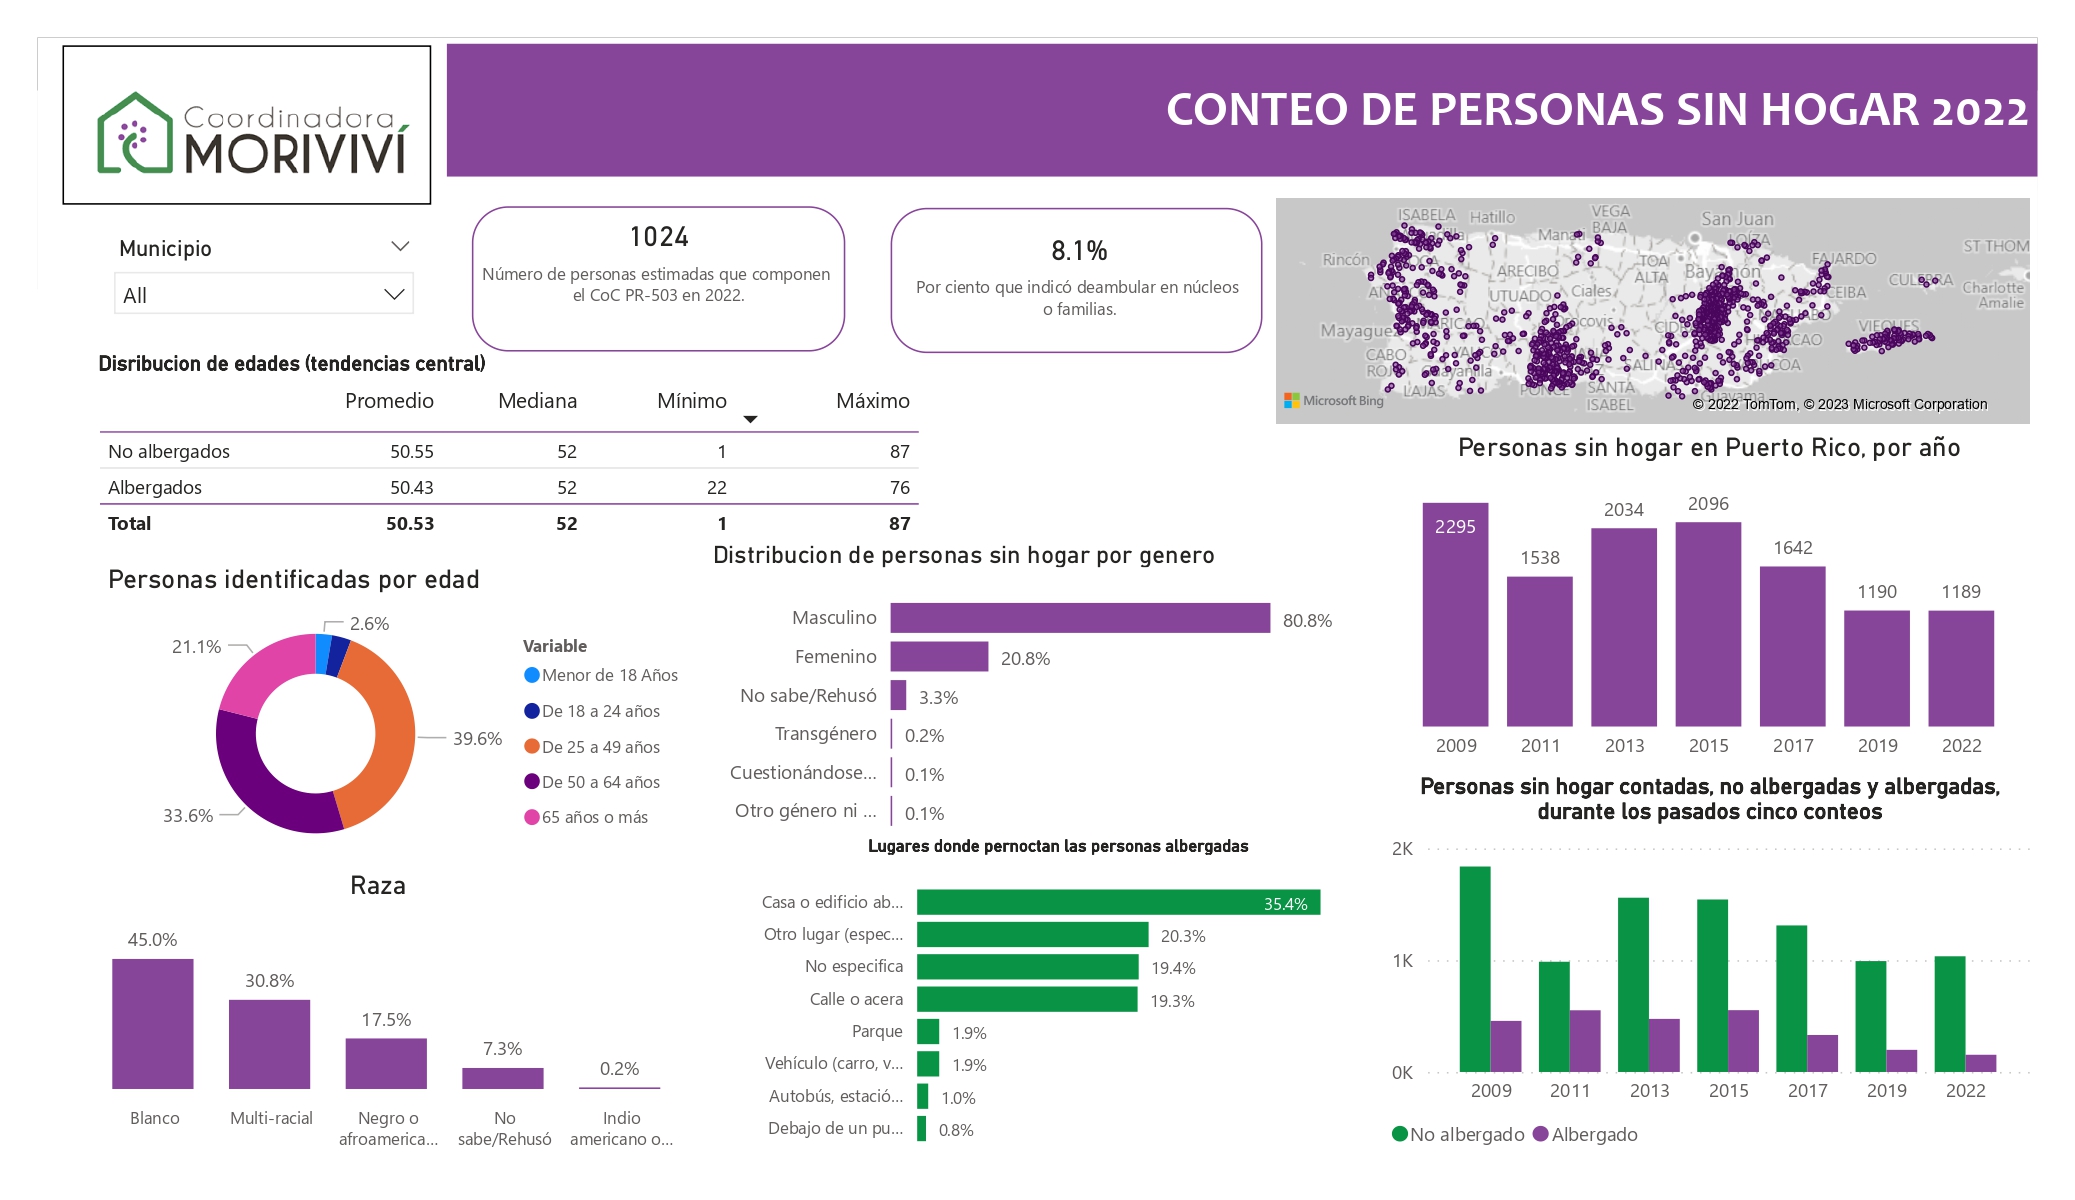 Coordinadora
MORIVIVÍ
CONTEO DE PERSONAS SIN HOGAR 2022
Municipio
All
1024
Número de personas estimadas que componen
el CoC PR-503 en 2022.
8.1%
Por ciento que indicó deambular en núcleos
o familias.
ISABELA
Hatillo
VEGA
BAJA
San Juan
LOÍZA
ST THOM
Rincón
ARECIBO
TOA
ALTA
FAJARDO
CEIBA
Charlotte
Amalie
UTUADO
Ciales
VIEQUES
CABO
LAJAS
PONCE
SANTA
ISABEL
Guayama
Microsoft Bing
© 2022 TomTom, © 2023 Microsoft Corporation
Disribucion de edades (tendencias central)
Promedio Mediana Mínimo Máximo
No albergados 50.55 52 1 87
Albergados 50.43 52 22 76
Total 50.53 52 1 87
Personas identificadas por edad
2.6%
21.1%
39.6%
33.6%
Variable
Menor de 18 Años
De 18 a 24 años
De 25 a 49 años
De 50 a 64 años
65 años o más
Raza
45.0%
30.8%
17.5%
7.3%
0.2%
Blanco
Multi-racial
Negro o
afroamerica...
No
sabe/Rehusó
Indio
americano o...
Distribucion de personas sin hogar por genero
Masculino 80.8%
Femenino 20.8%
No sabe/Rehusó 3.3%
Transgénero 0.2%
Cuestionándose... 0.1%
Otro género ni ... 0.1%
Lugares donde pernoctan las personas albergadas
Casa o edificio ab... 35.4%
Otro lugar (espec... 20.3%
No especifica 19.4%
Calle o acera 19.3%
Parque 1.9%
Vehículo (carro, v... 1.9%
Autobús, estació... 1.0%
Debajo de un pu... 0.8%
Personas sin hogar en Puerto Rico, por año
2295
1538
2034
2096
1642
1190
1189
2009 2011 2013 2015 2017 2019 2022
Personas sin hogar contadas, no albergadas y albergadas,
durante los pasados cinco conteos
2K
1K
0K
2009 2011 2013 2015 2017 2019 2022
No albergado Albergado